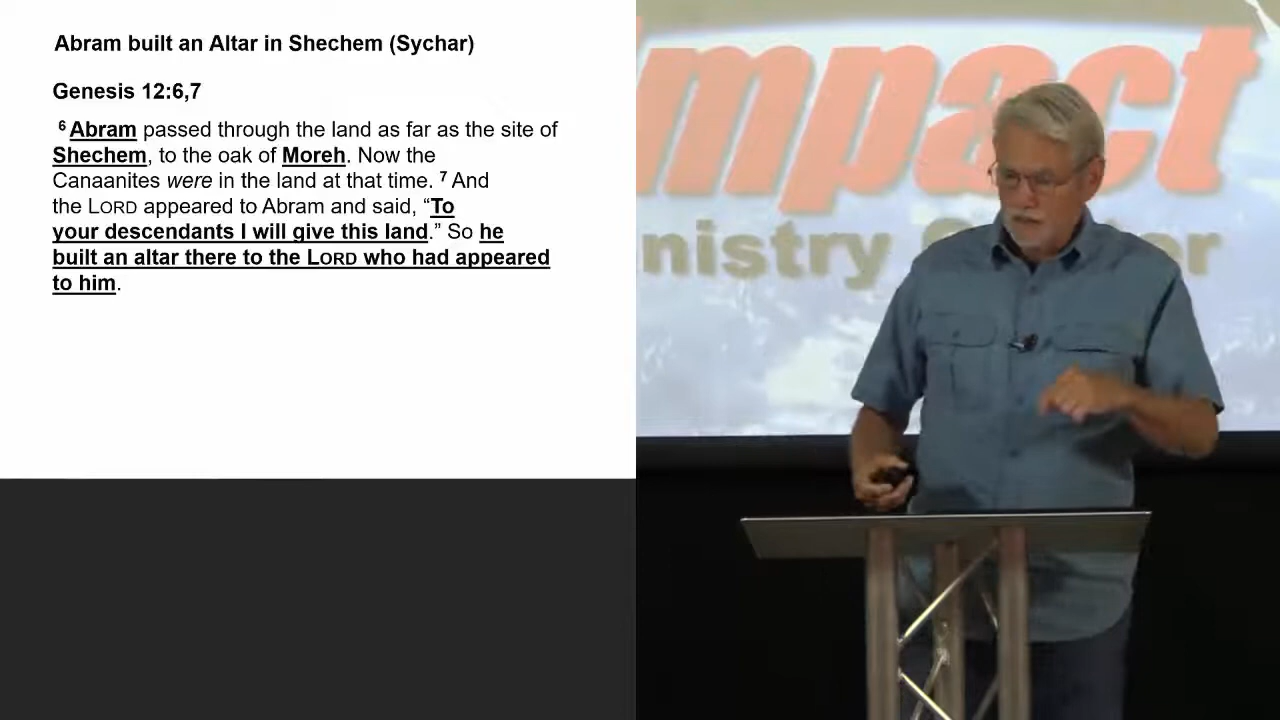 Abram built an Altar in Shechem (Sychar)
Genesis 12:6,7
6 Abram passed through the land as far as the site of
Shechem, to the oak of Moreh. Now the
Canaanites were in the land at that time. 7 And
the LORD appeared to Abram and said, “To
your descendants I will give this land.” So he
built an altar there to the LORD who had appeared
to him.
Impact